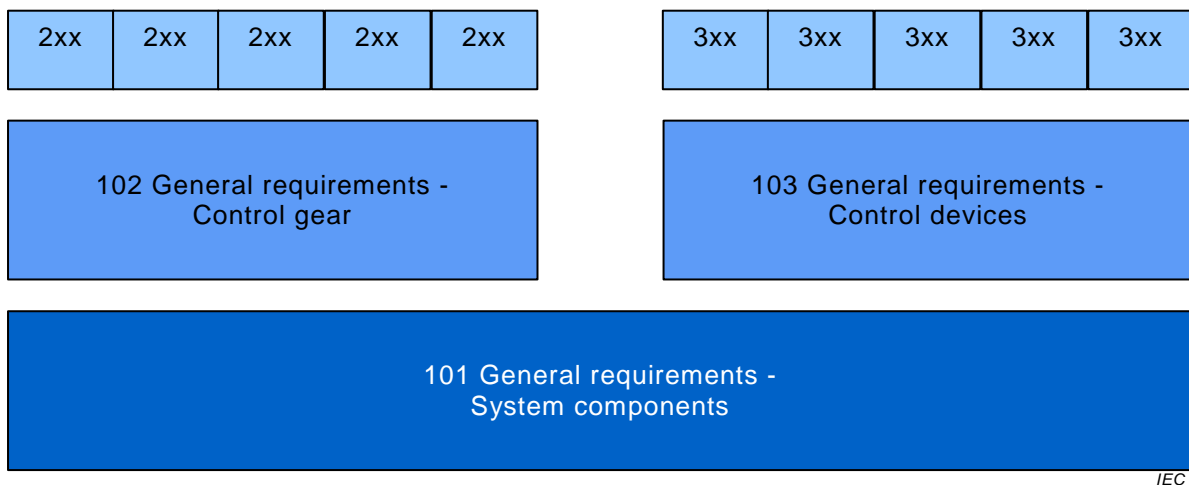 2xx 2xx 2xx 2xx 2xx 3xx 3xx 3xx 3xx 3xx
102 General requirements -
Control gear
103 General requirements -
Control devices
101 General requirements -
System components
IEC